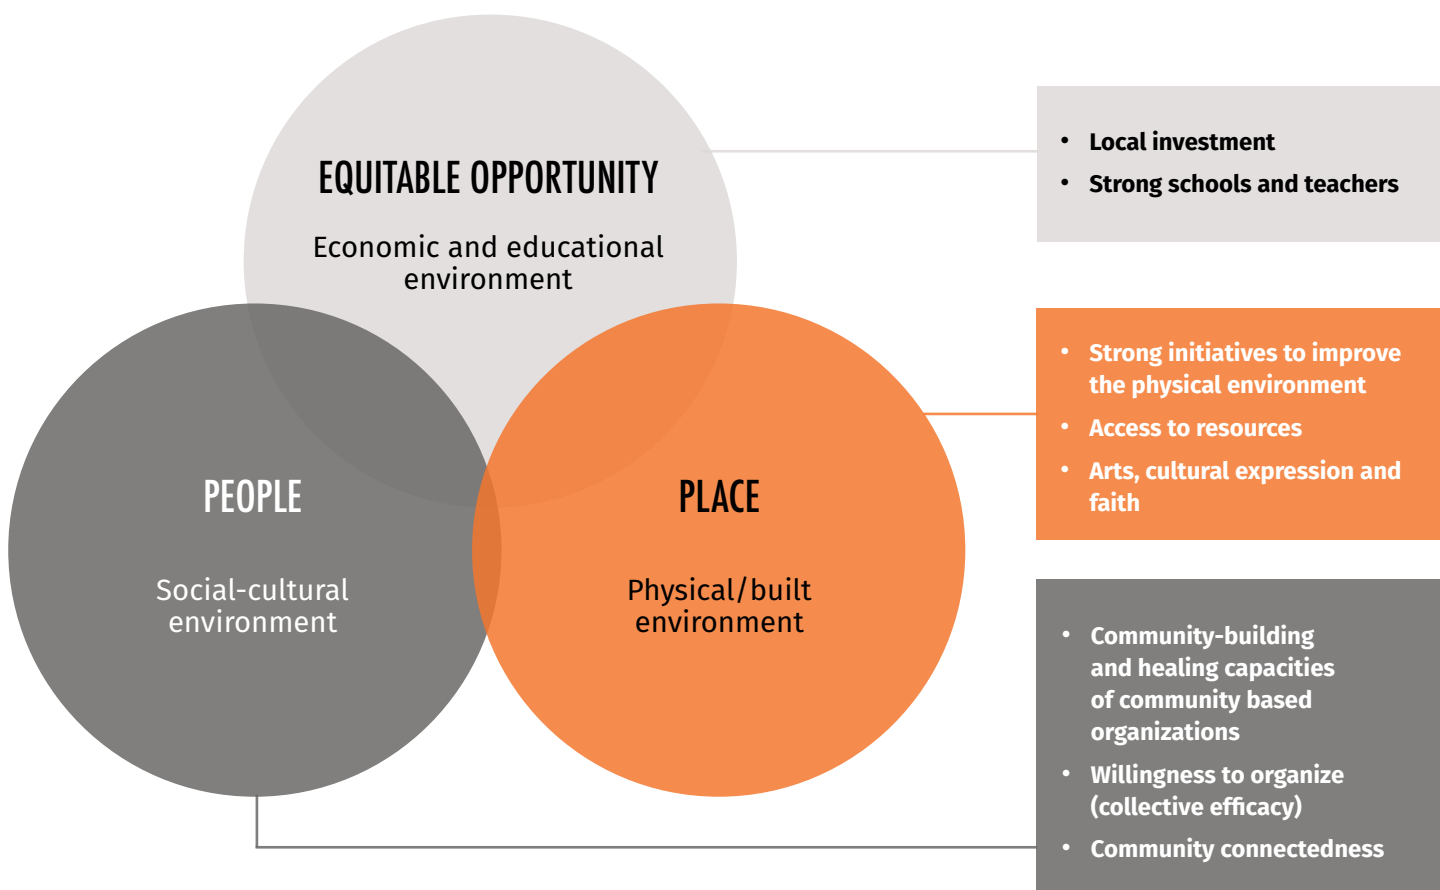 EQUITABLE OPPORTUNITY
Economic and educational
environment
PEOPLE
Social-cultural
environment
PLACE
Physical/built
environment
• Local investment
• Strong schools and teachers
• Strong initiatives to improve
the physical environment
• Access to resources
• Arts, cultural expression and
faith
• Community-building
and healing capacities
of community based
organizations
• Willingness to organize
(collective efficacy)
• Community connectedness